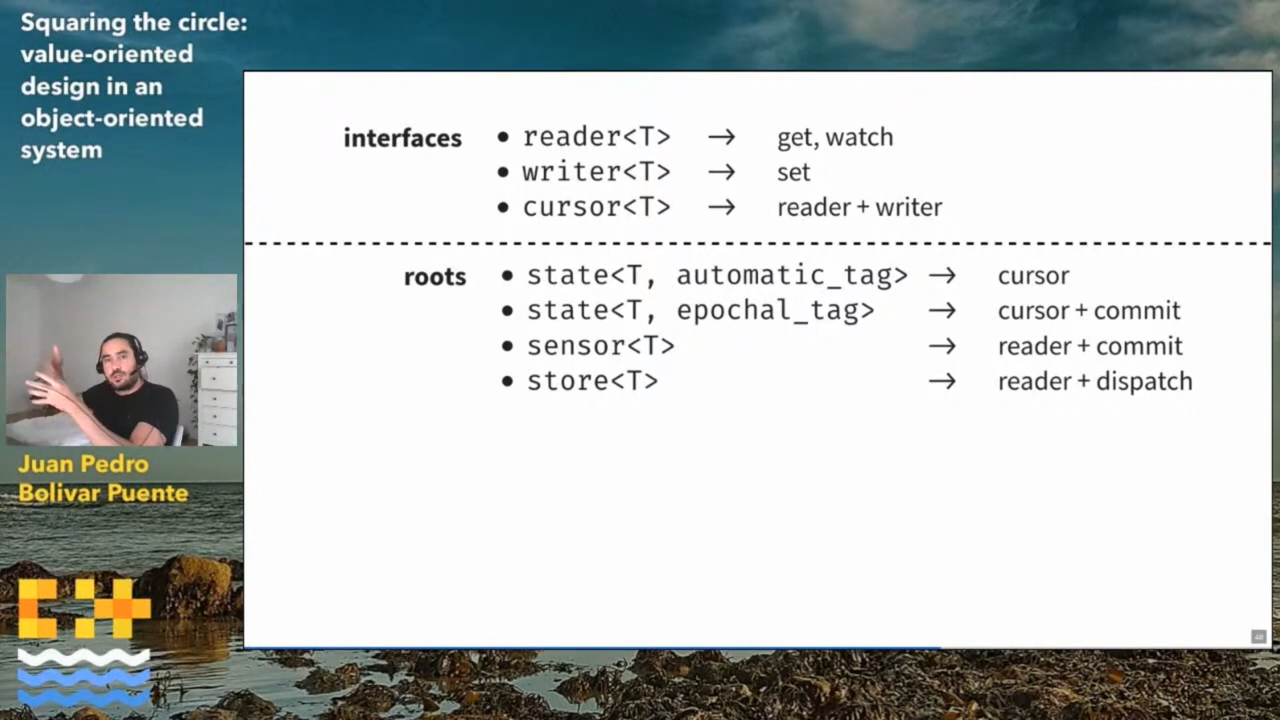 Squaring the circle:
value-oriented
design in an
object-oriented
system
interfaces • reader<T> → get, watch
• writer<T> → set
• cursor<T> → reader + writer
roots • state<T, automatic_tag> → cursor
• state<T, epochal_tag> → cursor + commit
• sensor<T> → reader + commit
• store<T> → reader + dispatch
Juan Pedro
Bolivar Puente
C++